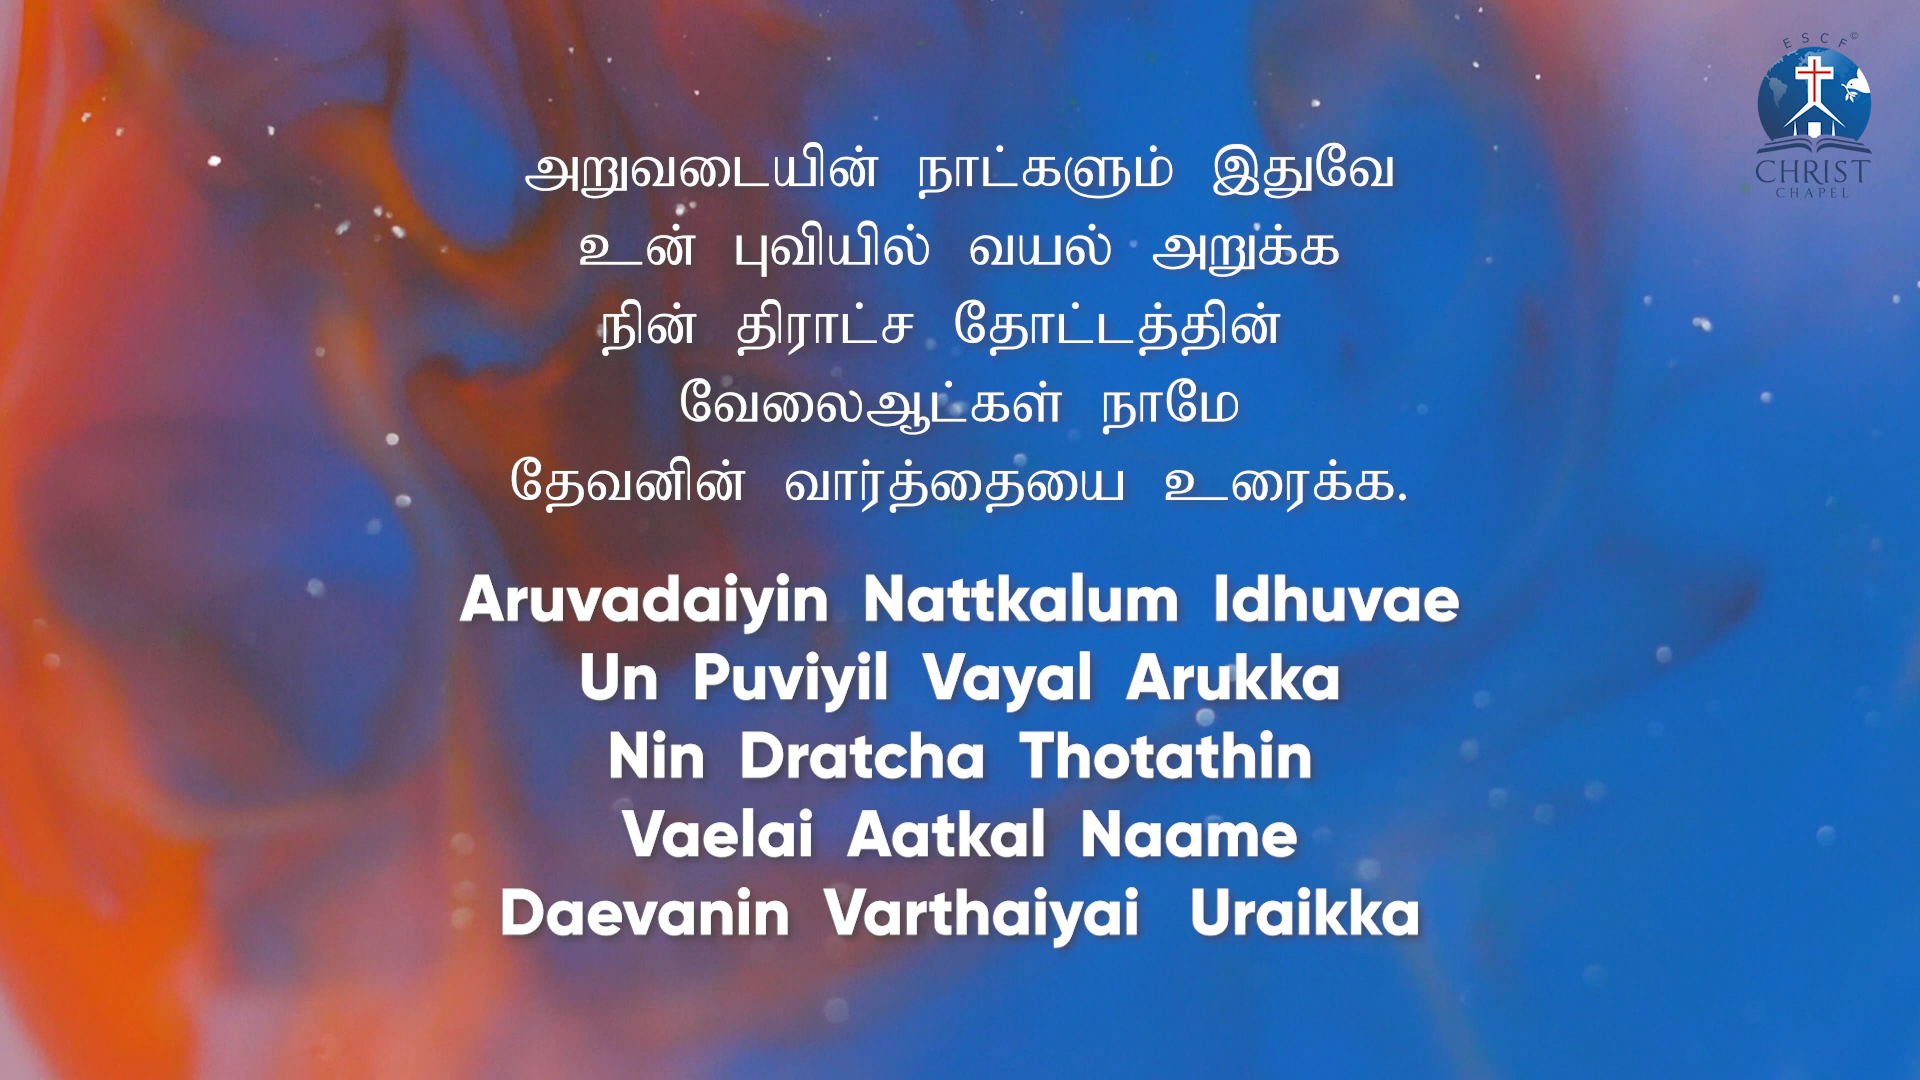 ESCF©
CHRIST
CHAPEL
அறுவடையின் நாட்களும் இதுவே
உன் புவியில் வயல் அறுக்க
நின் திராட்ச தோட்டத்தின்
வேலைஆட்கள் நாமே
தேவனின் வார்த்தையை உரைக்க.
Aruvadaiyin Nattkalum Idhuvae
Un Puviyil Vayal Arukka
Nin Dratcha Thotathin
Vaelai Aatkal Naame
Daevanin Varthaiyai Uraikka